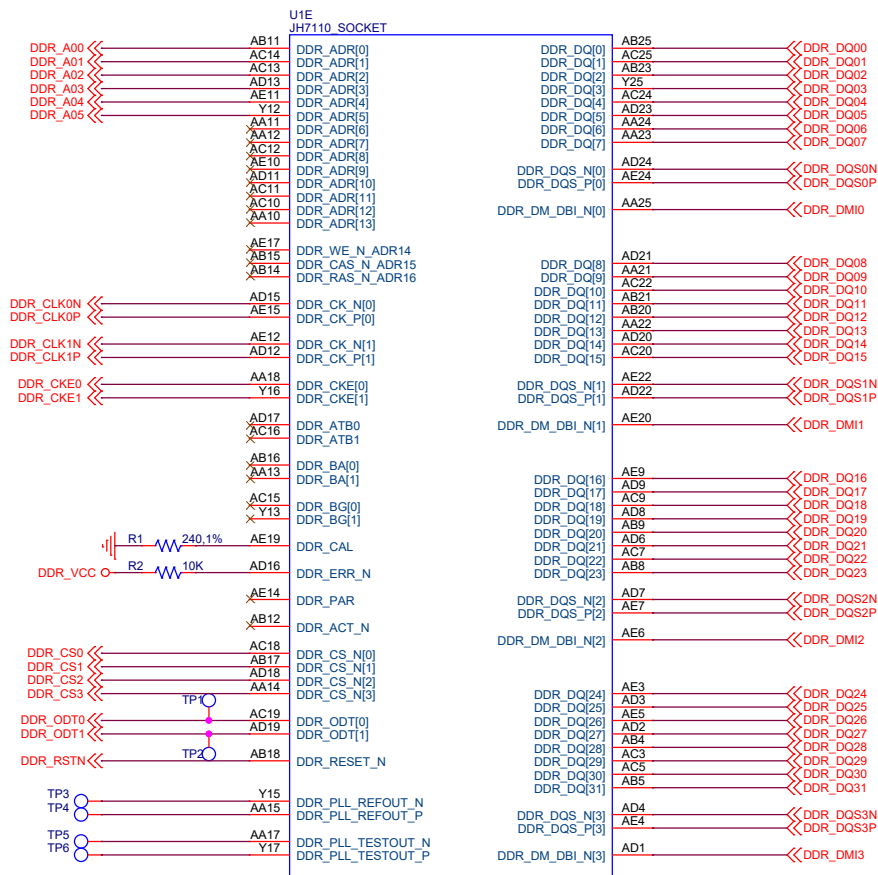 U1E
JH7110_SOCKET
DDR_A00 AB11 DDR_ADR[0] DDR_DQ[0] AB25 DDR_DQ00
DDR_A01 AC14 DDR_ADR[1] DDR_DQ[1] AC25 DDR_DQ01
DDR_A02 AC13 DDR_ADR[2] DDR_DQ[2] AB23 DDR_DQ02
DDR_A03 AD13 DDR_ADR[3] DDR_DQ[3] Y25 DDR_DQ03
DDR_A04 AE11 DDR_ADR[4] DDR_DQ[4] AC24 DDR_DQ04
DDR_A05 Y12 DDR_ADR[5] DDR_DQ[5] AD23 DDR_DQ05
AA11 DDR_ADR[6] DDR_DQ[6] AA24 DDR_DQ06
AA12 DDR_ADR[7] DDR_DQ[7] AA23 DDR_DQ07
AC12 DDR_ADR[8]
AE10 DDR_ADR[9] DDR_DQS_N[0] AD24 DDR_DQS0N
AD11 DDR_ADR[10] DDR_DQS_P[0] AE24 DDR_DQS0P
AC11 DDR_ADR[11]
AC10 DDR_ADR[12] DDR_DM_DBI_N[0] AA25 DDR_DMI0
AA10 DDR_ADR[13]
AE17 DDR_WE_N_ADR14
AB15 DDR_CAS_N_ADR15 DDR_DQ[8] AD21 DDR_DQ08
AB14 DDR_RAS_N_ADR16 DDR_DQ[9] AA21 DDR_DQ09
DDR_DQ[10] AC22 DDR_DQ10
DDR_CLK0N AD15 DDR_CK_N[0] DDR_DQ[11] AB21 DDR_DQ11
DDR_CLK0P AE15 DDR_CK_P[0] DDR_DQ[12] AB20 DDR_DQ12
DDR_DQ[13] AA22 DDR_DQ13
DDR_CLK1N AE12 DDR_CK_N[1] DDR_DQ[14] AD20 DDR_DQ14
DDR_CLK1P AD12 DDR_CK_P[1] DDR_DQ[15] AC20 DDR_DQ15
DDR_CKE0 AA18 DDR_CKE[0] DDR_DQS_N[1] AE22 DDR_DQS1N
DDR_CKE1 Y16 DDR_CKE[1] DDR_DQS_P[1] AD22 DDR_DQS1P
AD17 DDR_ATB0 DDR_DM_DBI_N[1] AE20 DDR_DMI1
AC16 DDR_ATB1
AB16 DDR_BA[0]
AA13 DDR_BA[1] DDR_DQ[16] AE9 DDR_DQ16
DDR_DQ[17] AD9 DDR_DQ17
AC15 DDR_BG[0] DDR_DQ[18] AC9 DDR_DQ18
Y13 DDR_BG[1] DDR_DQ[19] AD8 DDR_DQ19
DDR_DQ[20] AB9 DDR_DQ20
R1 240,1% AE19 DDR_CAL DDR_DQ[21] AD6 DDR_DQ21
DDR_DQ[22] AC7 DDR_DQ22
DDR_VCC R2 10K AD16 DDR_ERR_N DDR_DQ[23] AB8 DDR_DQ23
AE14 DDR_PAR DDR_DQS_N[2] AD7 DDR_DQS2N
DDR_DQS_P[2] AE7 DDR_DQS2P
AB12 DDR_ACT_N
DDR_DM_DBI_N[2] AE6 DDR_DMI2
DDR_CS0 AC18 DDR_CS_N[0]
DDR_CS1 AB17 DDR_CS_N[1]
DDR_CS2 AD18 DDR_CS_N[2]
DDR_CS3 AA14 DDR_CS_N[3] DDR_DQ[24] AE3 DDR_DQ24
TP1 DDR_DQ[25] AD3 DDR_DQ25
DDR_ODT0 AC19 DDR_ODT[0] DDR_DQ[26] AE5 DDR_DQ26
DDR_ODT1 AD19 DDR_ODT[1] DDR_DQ[27] AD2 DDR_DQ27
TP2 DDR_DQ[28] AB4 DDR_DQ28
DDR_RSTN AB18 DDR_RESET_N DDR_DQ[29] AC3 DDR_DQ29
DDR_DQ[30] AC5 DDR_DQ30
DDR_DQ[31] AB5 DDR_DQ31
TP3 Y15 DDR_PLL_REFOUT_N
TP4 AA15 DDR_PLL_REFOUT_P DDR_DQS_N[3] AD4 DDR_DQS3N
DDR_DQS_P[3] AE4 DDR_DQS3P
TP5 AA17 DDR_PLL_TESTOUT_N
TP6 Y17 DDR_PLL_TESTOUT_P DDR_DM_DBI_N[3] AD1 DDR_DMI3